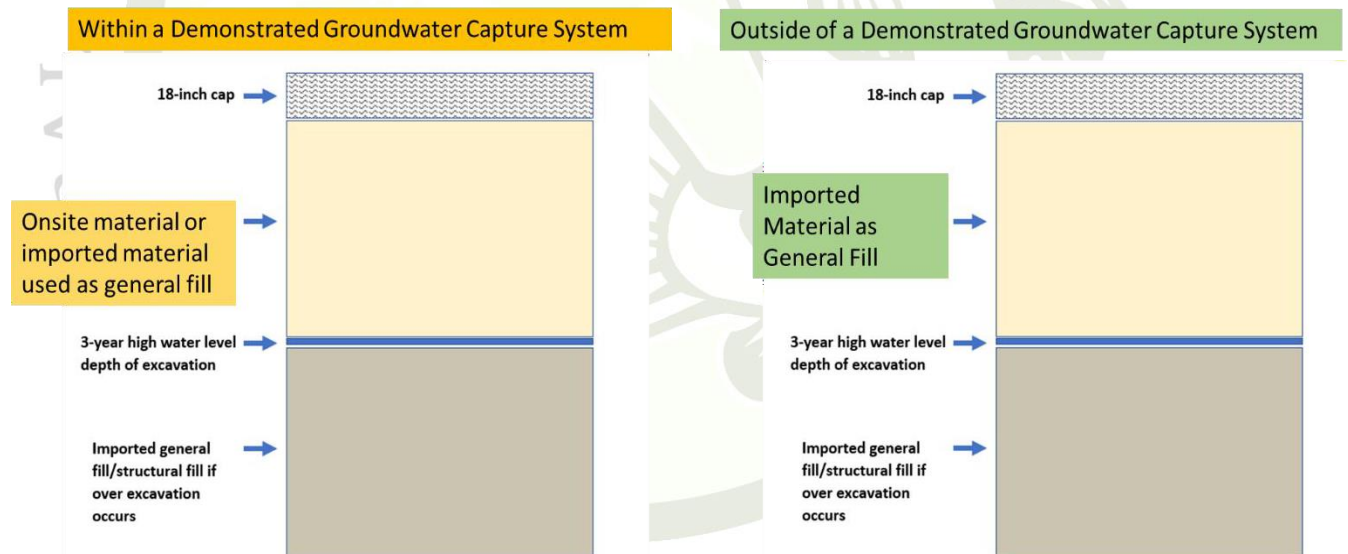 Within a Demonstrated Groundwater Capture System
18-inch cap
Onsite material or
imported material
used as general fill
3-year high water level
depth of excavation
Imported general
fill/structural fill if
over excavation
occurs
Outside of a Demonstrated Groundwater Capture System
18-inch cap
Imported
Material as
General Fill
3-year high water level
depth of excavation
Imported general
fill/structural fill if
over excavation
occurs